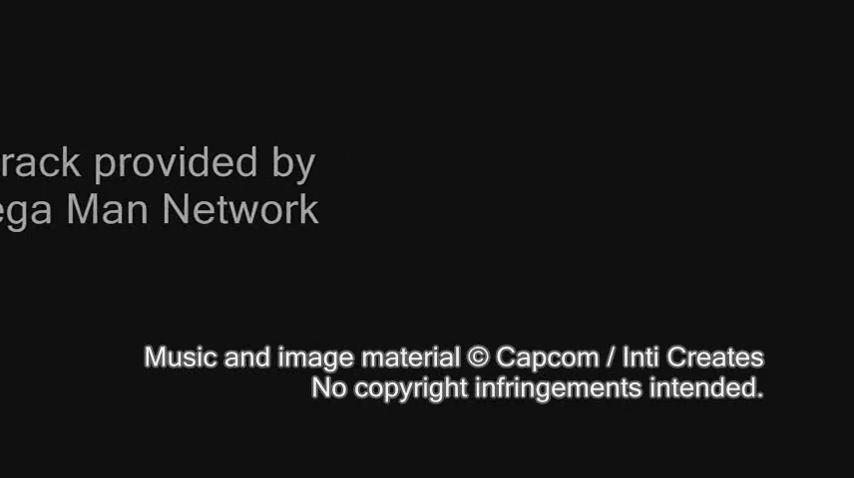 rack provided by
ega Man Network
Music and image material © Capcom / Inti Creates
No copyright infringements intended.